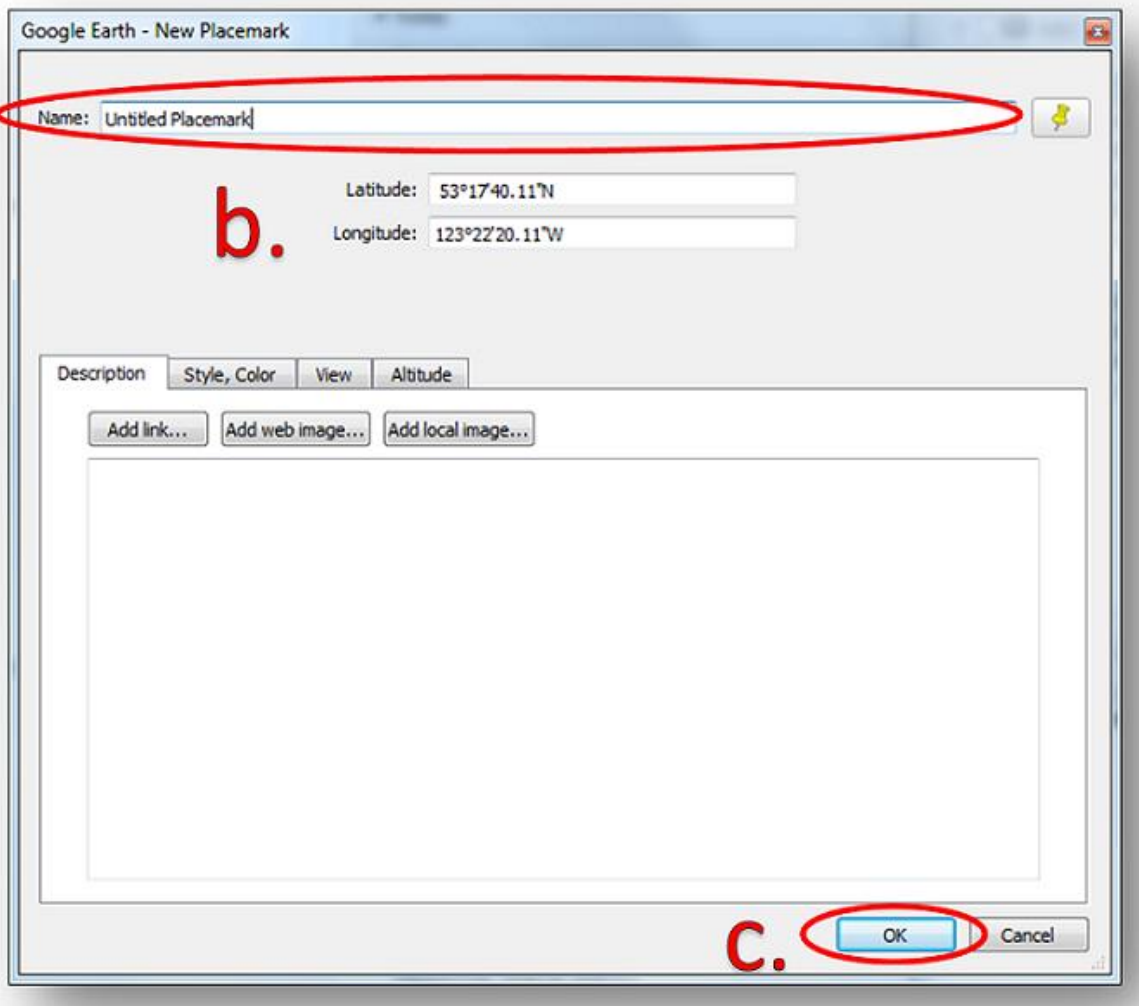 Google Earth - New Placemark
Name: Untitled Placemark
Latitude: 53°17'40.11"N
b.
Longitude: 123°22'20.11"W
Description Style, Color View Altitude
Add link... Add web image... Add local image...
c. OK Cancel